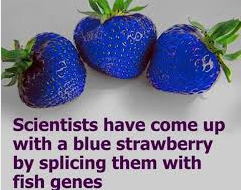 Scientists have come up
with a blue strawberry
by splicing them with
fish genes